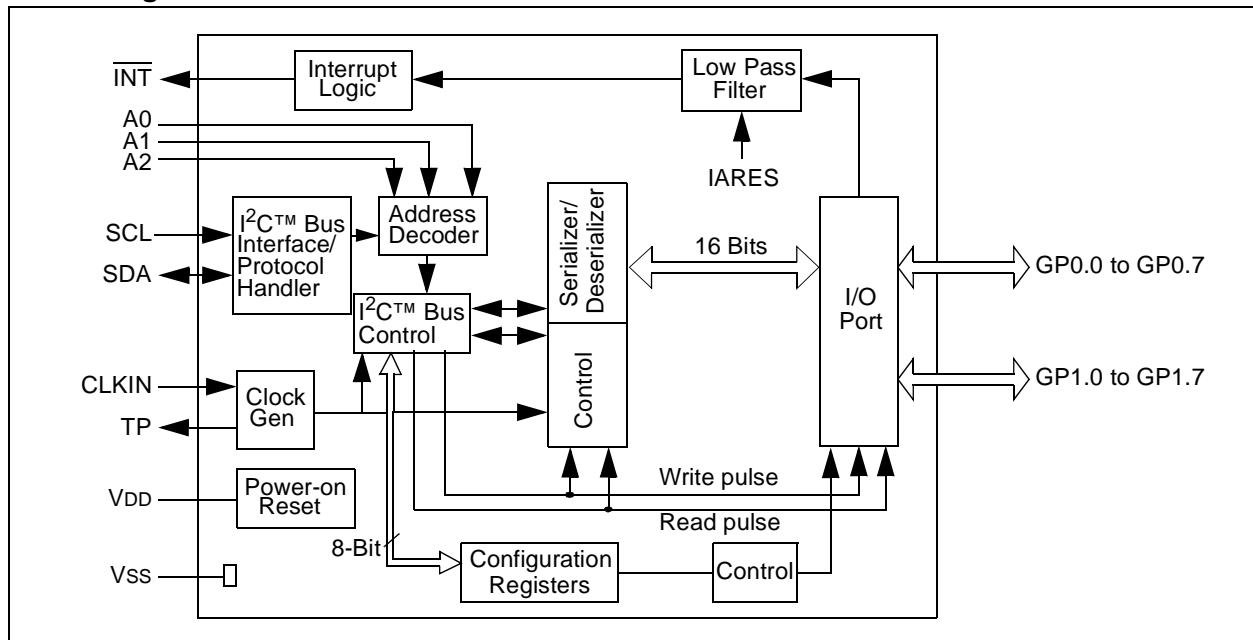 INT
Interrupt
Logic
Low Pass
Filter
A0
A1
A2
IARES
SCL
SDA
I²C™ Bus
Interface/
Protocol
Handler
Address
Decoder
Serializer/
Deserializer
16 Bits
I/O
Port
GP0.0 to GP0.7
I²C™ Bus
Control
Control
CLKIN
TP
Clock
Gen
GP1.0 to GP1.7
VDD
Power-on
Reset
Write pulse
Read pulse
8-Bit
VSS
Configuration
Registers
Control